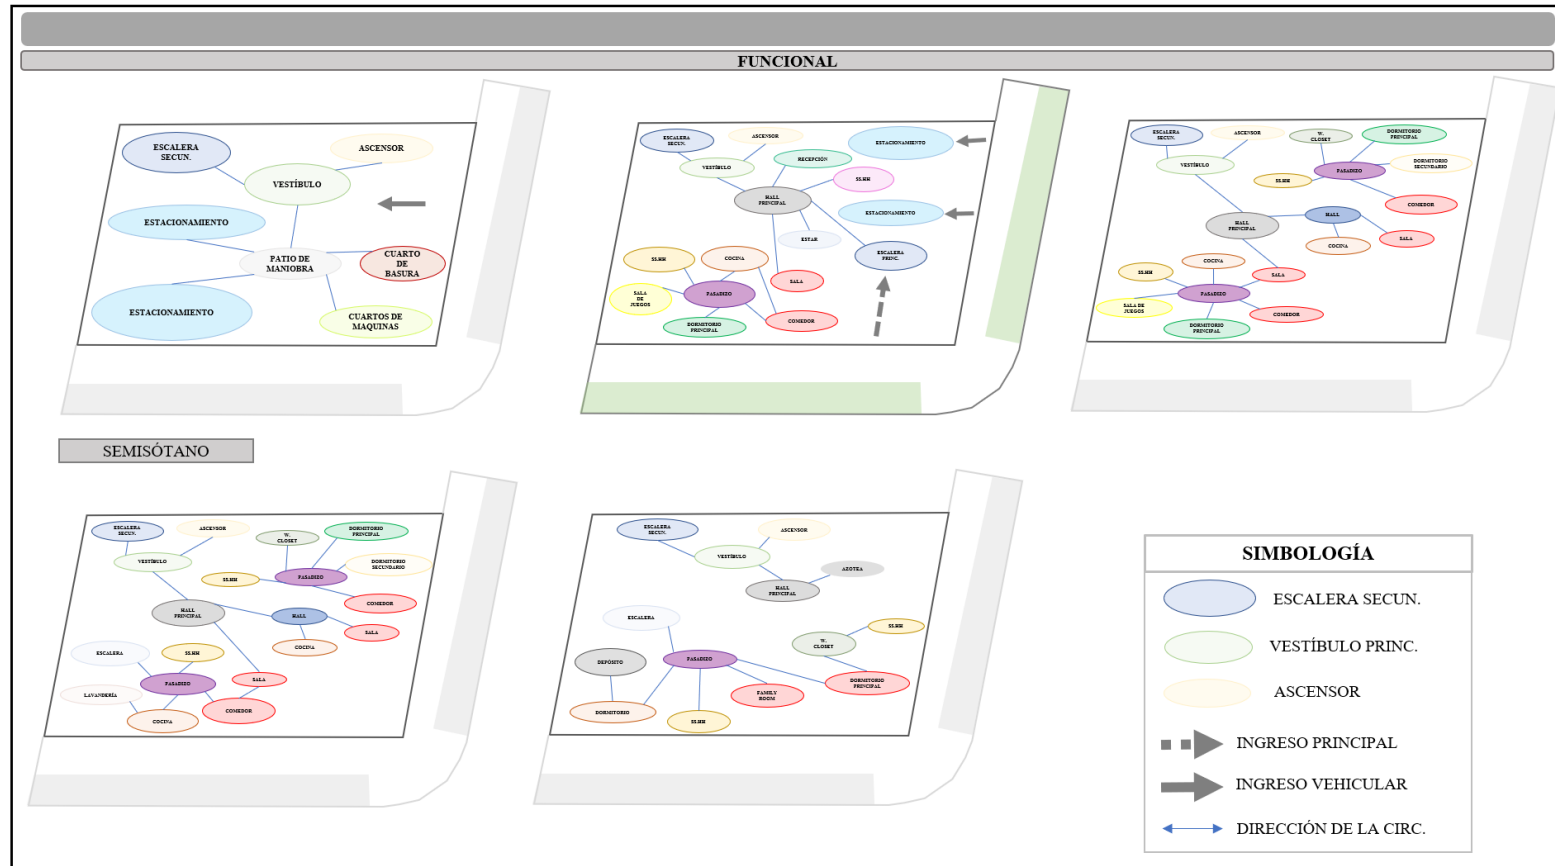 FUNCIONAL
ESCALERA
SECUN.
ASCENSOR
VESTÍBULO
ESTACIONAMIENTO
PATIO DE
MANIOBRA
CUARTO
DE
BASURA
ESTACIONAMIENTO
CUARTOS DE
MAQUINAS
SEMISÓTANO
ESCALERA
SECUN.
ASCENSOR
ESTACIONAMIENTO
VESTÍBULO
RECEPCIÓN
SS.HH
HALL
PRINCIPAL
ESTACIONAMIENTO
ESTAR
ESCALERA
PRINC.
SS.HH
COCINA
SALA
SALA
DE
JUEGOS
PASADIZO
COMEDOR
DORMITORIO
PRINCIPAL
ESCALERA
SECUN.
ASCENSOR
W.
CLOSET
DORMITORIO
PRINCIPAL
VESTÍBULO
PASADIZO
DORMITORIO
SECUNDARIO
SS.HH
COMEDOR
HALL
PRINCIPAL
HALL
SALA
COCINA
COCINA
SS.HH
SALA
PASADIZO
SALA DE
JUEGOS
COMEDOR
DORMITORIO
PRINCIPAL
ESCALERA
SECUN.
ASCENSOR
W.
CLOSET
DORMITORIO
PRINCIPAL
VESTÍBULO
DORMITORIO
SECUNDARIO
SS.HH
PASADIZO
COMEDOR
HALL
PRINCIPAL
HALL
SALA
COCINA
ESCALERA
SS.HH
SALA
PASADIZO
LAVANDERÍA
COMEDOR
COCINA
ESCALERA
SECUN.
ASCENSOR
VESTÍBULO
AZOTEA
HALL
PRINCIPAL
ESCALERA
SS.HH
W.
CLOSET
DEPÓSITO
PASADIZO
DORMITORIO
PRINCIPAL
FAMILY
ROOM
DORMITORIO
SS.HH
SIMBOLOGÍA
ESCALERA SECUN.
VESTÍBULO PRINC.
ASCENSOR
INGRESO PRINCIPAL
INGRESO VEHICULAR
DIRECCIÓN DE LA CIRC.